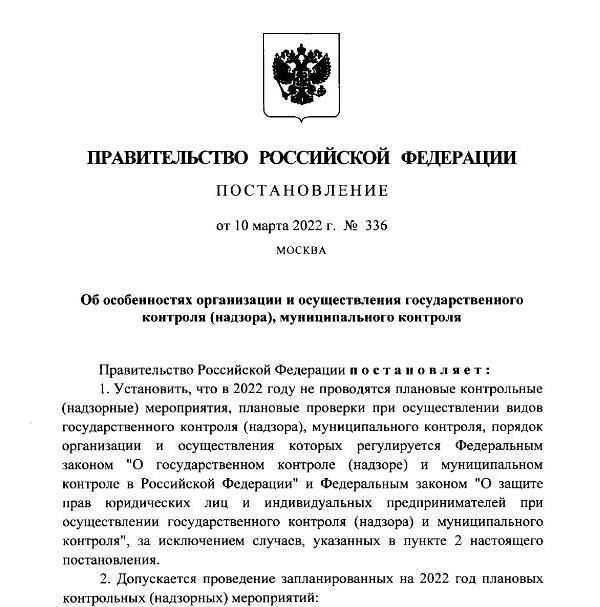 ПРАВИТЕЛЬСТВО РОССИЙСКОЙ ФЕДЕРАЦИИ
ПОСТАНОВЛЕНИЕ
от 10 марта 2022 г. № 336
МОСКВА
Об особенностях организации и осуществления государственного
контроля (надзора), муниципального контроля
Правительство Российской Федерации постановляет:
1. Установить, что в 2022 году не проводятся плановые контрольные
(надзорные) мероприятия, плановые проверки при осуществлении видов
государственного контроля (надзора), муниципального контроля, порядок
организации и осуществления которых регулируется Федеральным
законом "О государственном контроле (надзоре) и муниципальном
контроле в Российской Федерации" и Федеральным законом "О защите
прав юридических лиц и индивидуальных предпринимателей при
осуществлении государственного контроля (надзора) и муниципального
контроля", за исключением случаев, указанных в пункте 2 настоящего
постановления.
2. Допускается проведение запланированных на 2022 год плановых
контрольных (надзорных) мероприятий: